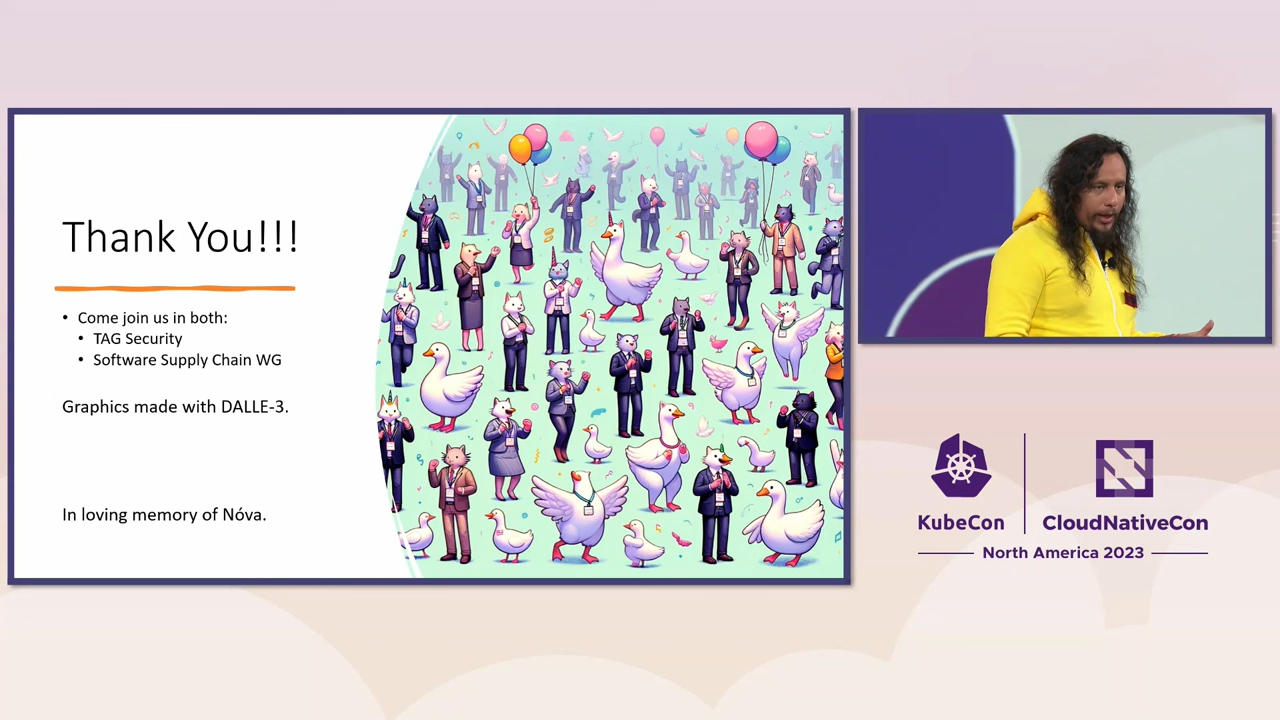 Thank You!!!
• Come join us in both:
• TAG Security
• Software Supply Chain WG
Graphics made with DALLE-3.
In loving memory of Nóva.
KubeCon
CloudNativeCon
North America 2023